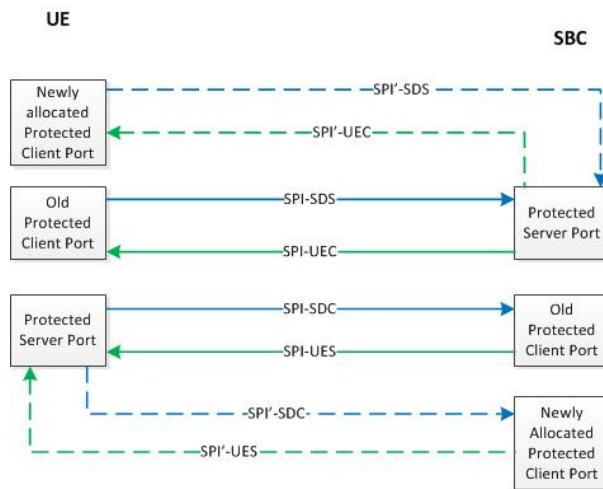 UE
SBC
Newly
allocated
Protected
Client Port
SPI'-SDS
SPI'-UEC
Old
Protected
Client Port
SPI-SDS
SPI-UEC
Protected
Server Port
Protected
Server Port
SPI-SDC
SPI-UES
Old
Protected
Client Port
SPI'-SDC
SPI'-UES
Newly
Allocated
Protected
Client Port